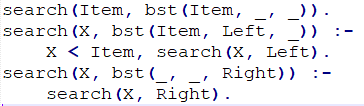 search(Item, bst(Item, _, _)).
search(X, bst(Item, Left, _)) :-
    X < Item, search(X, Left).
search(X, bst(_, _, Right)) :-
    search(X, Right).